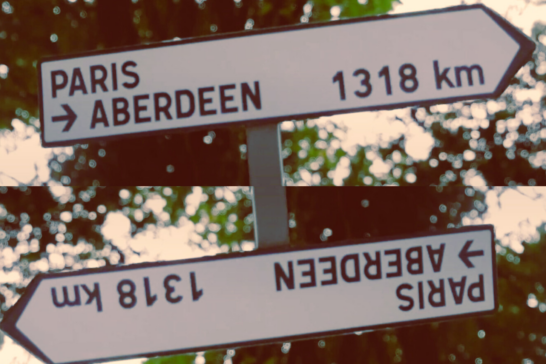 PARIS
→ ABERDEEN 1318 km
1318 km ABERDEEN ←
PARIS